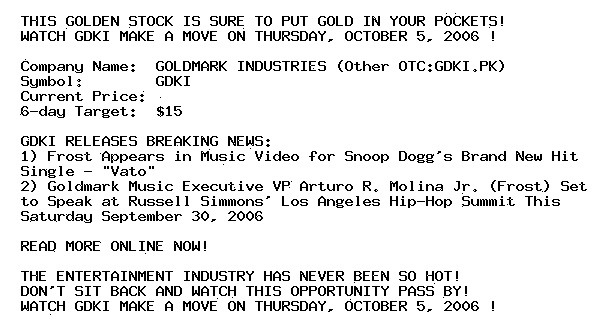 THIS GOLDEN STOCK IS SURE TO PUT GOLD IN YOUR POCKETS!
WATCH GDKI MAKE A MOVE ON THURSDAY, OCTOBER 5, 2006 !
Company Name:  GOLDMARK INDUSTRIES (Other OTC:GDKI.PK)
Symbol:        GDKI
Current Price:
6-day Target:  $15
GDKI RELEASES BREAKING NEWS:
1) Frost Appears in Music Video for Snoop Dogg's Brand New Hit
Single - "Vato"
2) Goldmark Music Executive VP Arturo R. Molina Jr. (Frost) Set
to Speak at Russell Simmons' Los Angeles Hip-Hop Summit This
Saturday September 30, 2006
READ MORE ONLINE NOW!
THE ENTERTAINMENT INDUSTRY HAS NEVER BEEN SO HOT!
DON'T SIT BACK AND WATCH THIS OPPORTUNITY PASS BY!
WATCH GDKI MAKE A MOVE ON THURSDAY, OCTOBER 5, 2006 !